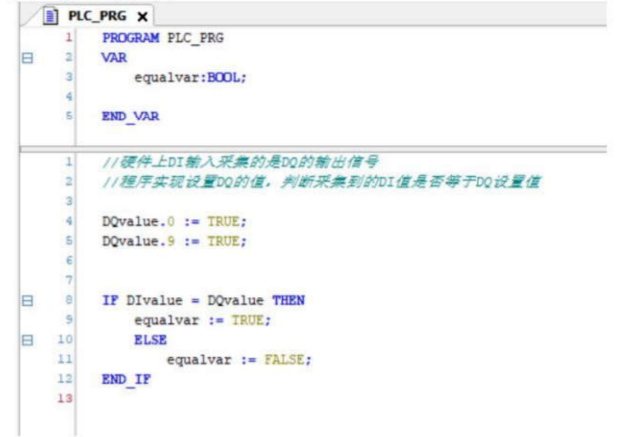 PLC_PRG X
1 PROGRAM PLC_PRG
2 VAR
3 equalvar:BOOL;
4
5 END_VAR
1 //硬件上DI输入采集的是DQ的输出信号
2 //程序实现设置DQ的值，判断采集到的DI值是否等于DQ设置值
3
4 DQvalue.0 := TRUE;
5 DQvalue.9 := TRUE;
6
7
8 IF DIvalue = DQvalue THEN
9 equalvar := TRUE;
10 ELSE
11 equalvar := FALSE;
12 END_IF
13